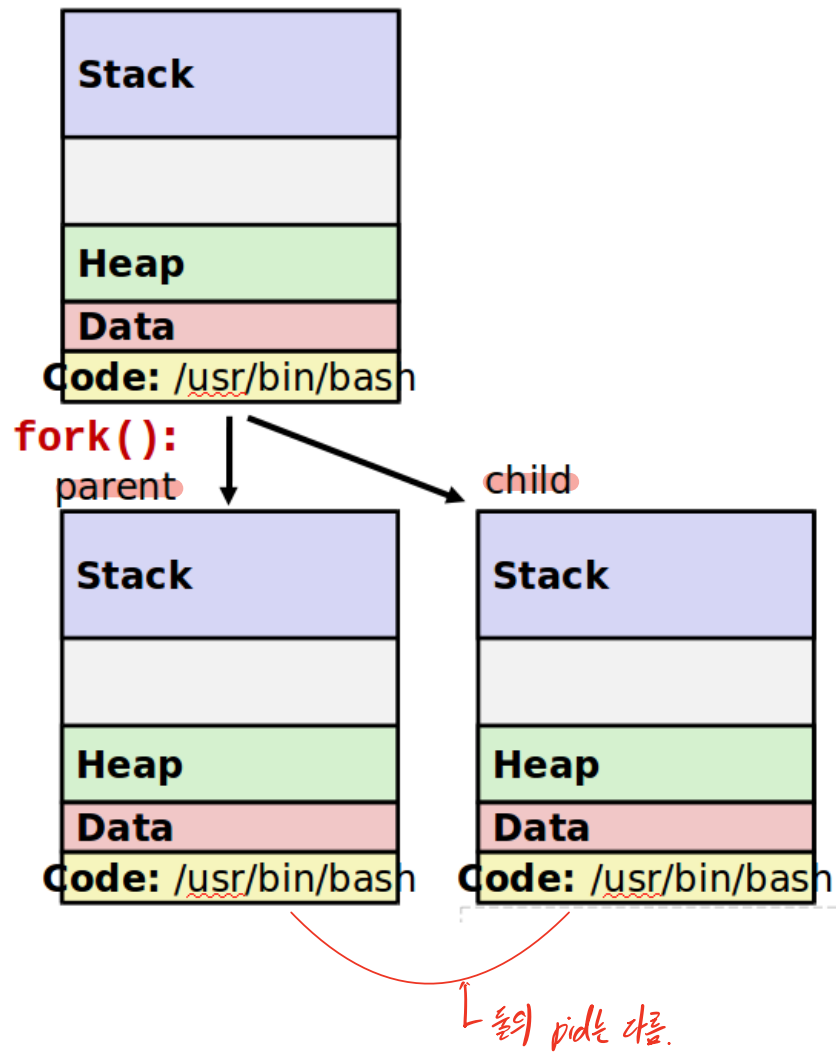 Stack
Heap
Data
Code: /usr/bin/bash
fork():
parent
child
Stack
Heap
Data
Code: /usr/bin/bash
Stack
Heap
Data
Code: /usr/bin/bash
둘의 pid는 다름.